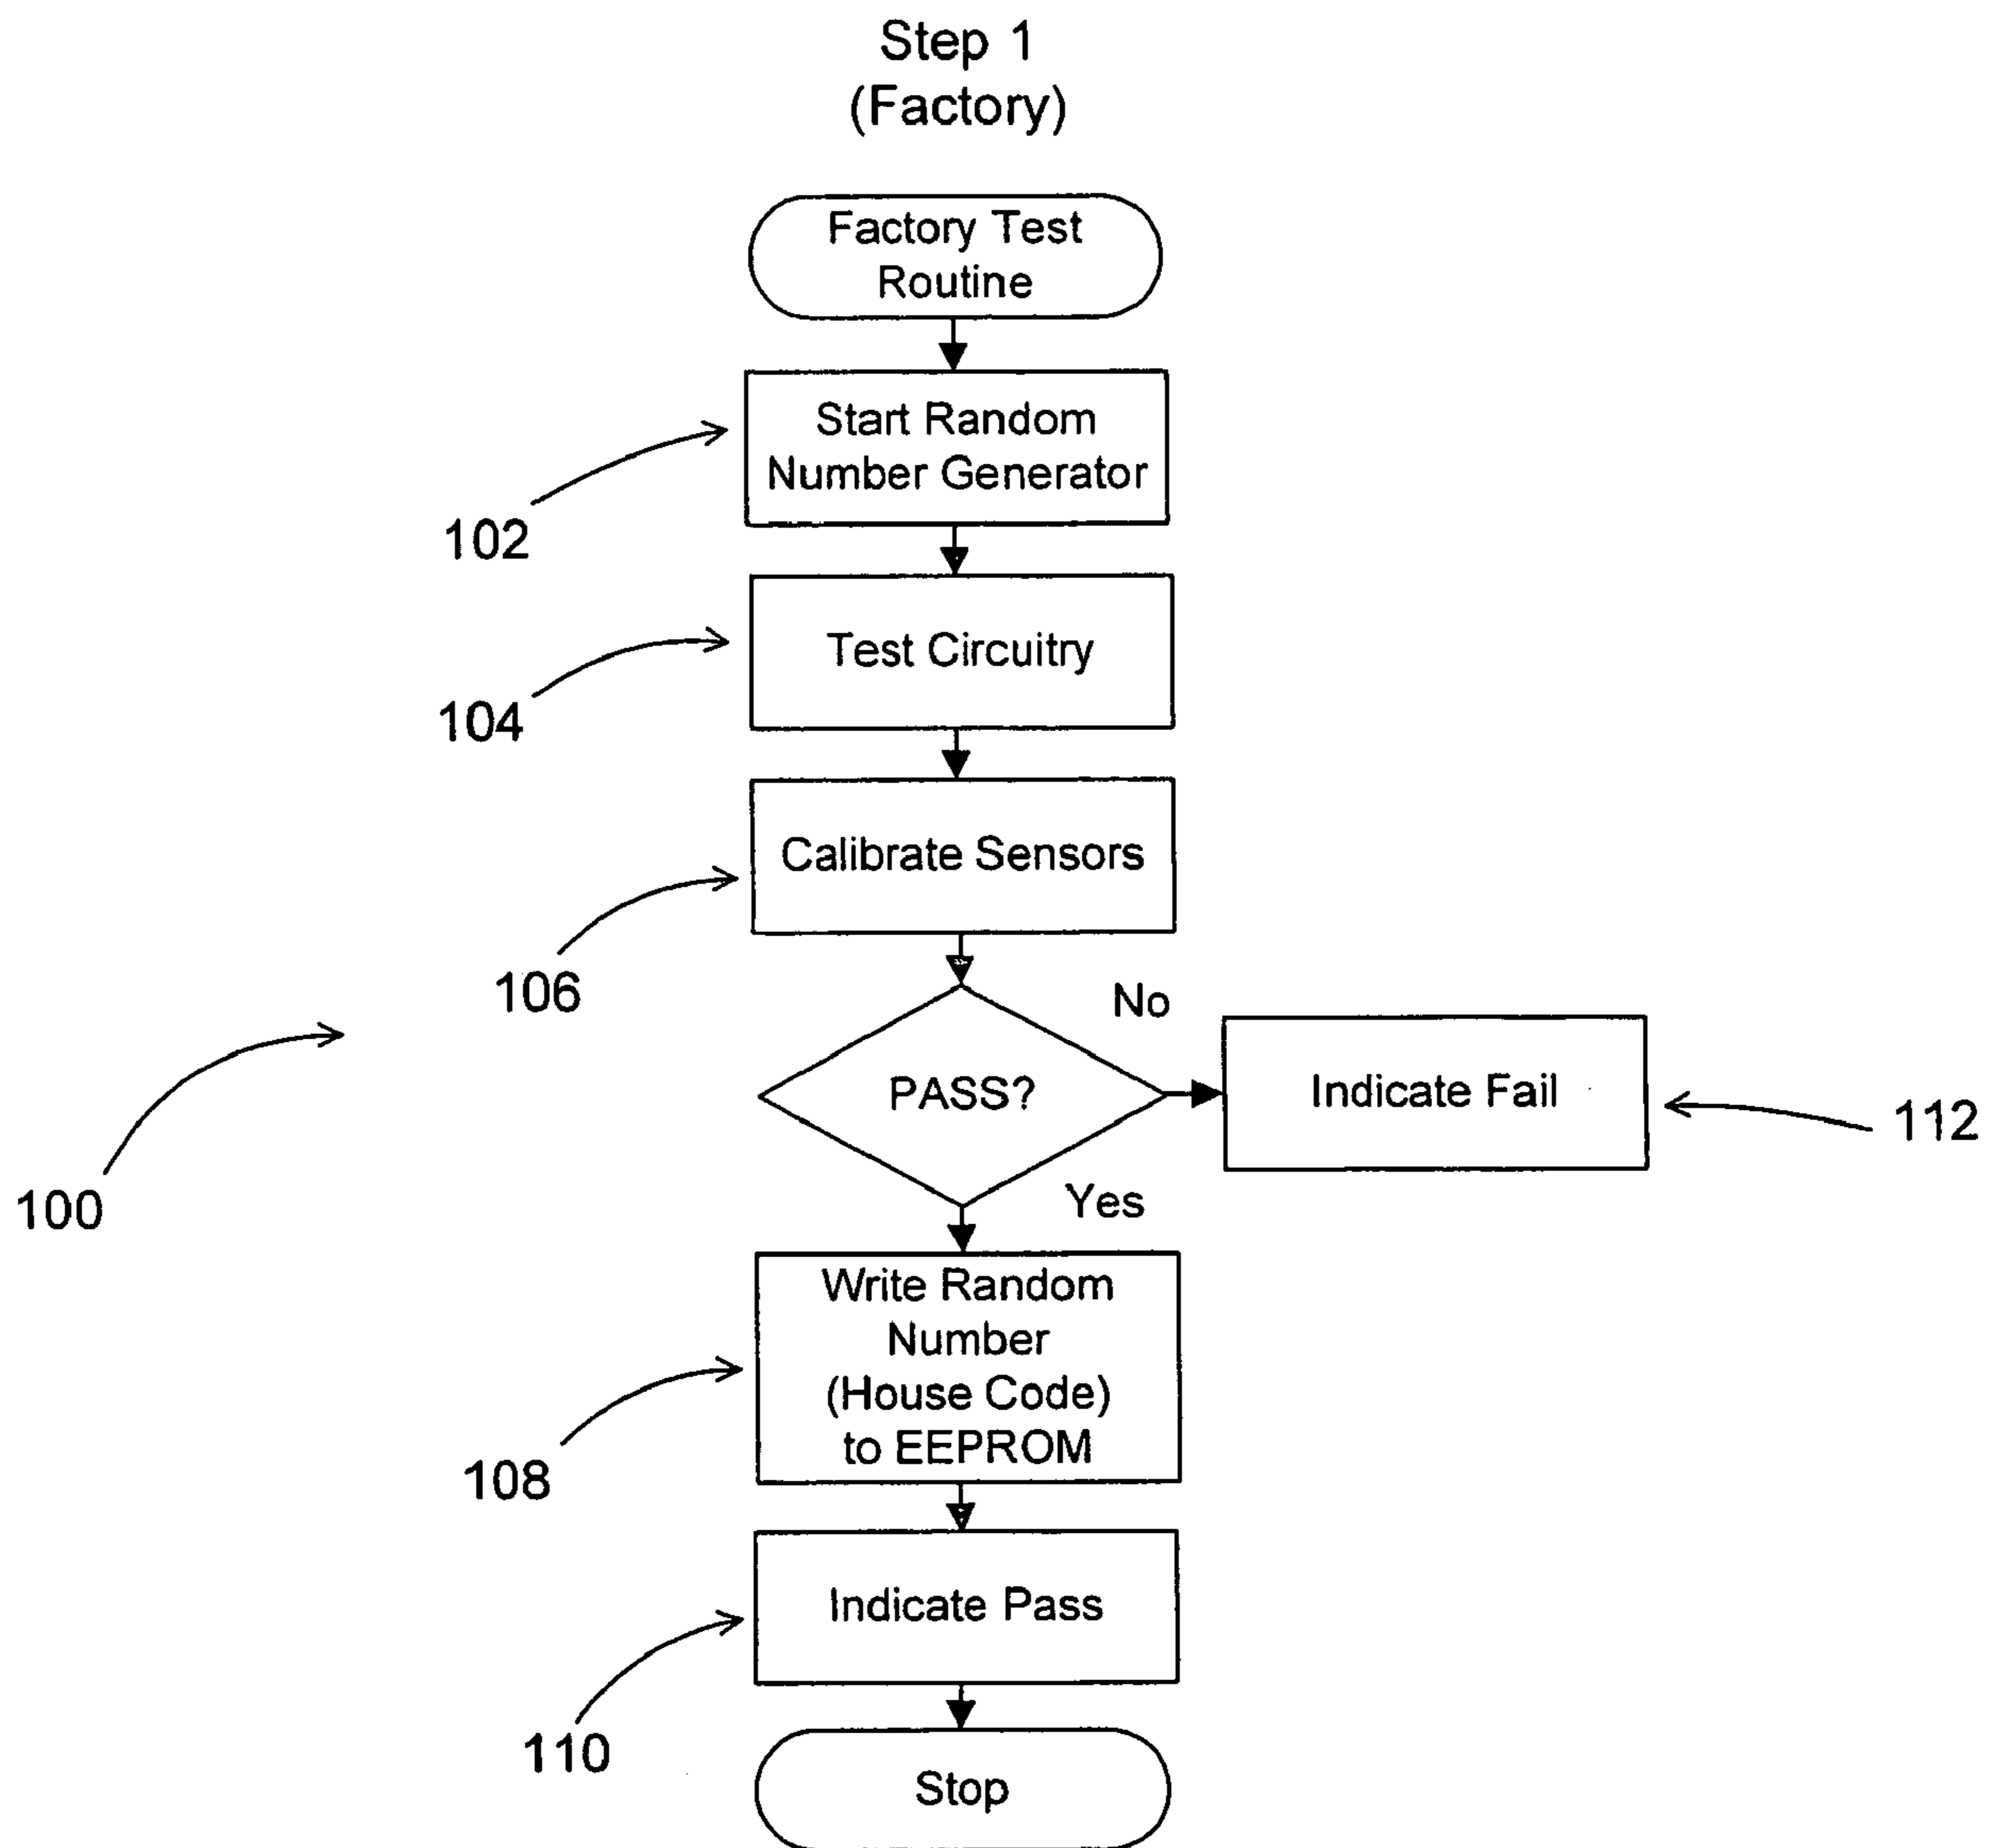 Step 1
(Factory)
Factory Test
Routine
Start Random
Number Generator
102
Test Circuitry
104
Calibrate Sensors
106
No
PASS?
Indicate Fail
112
100
Yes
Write Random
Number
(House Code)
to EEPROM
108
Indicate Pass
110
Stop